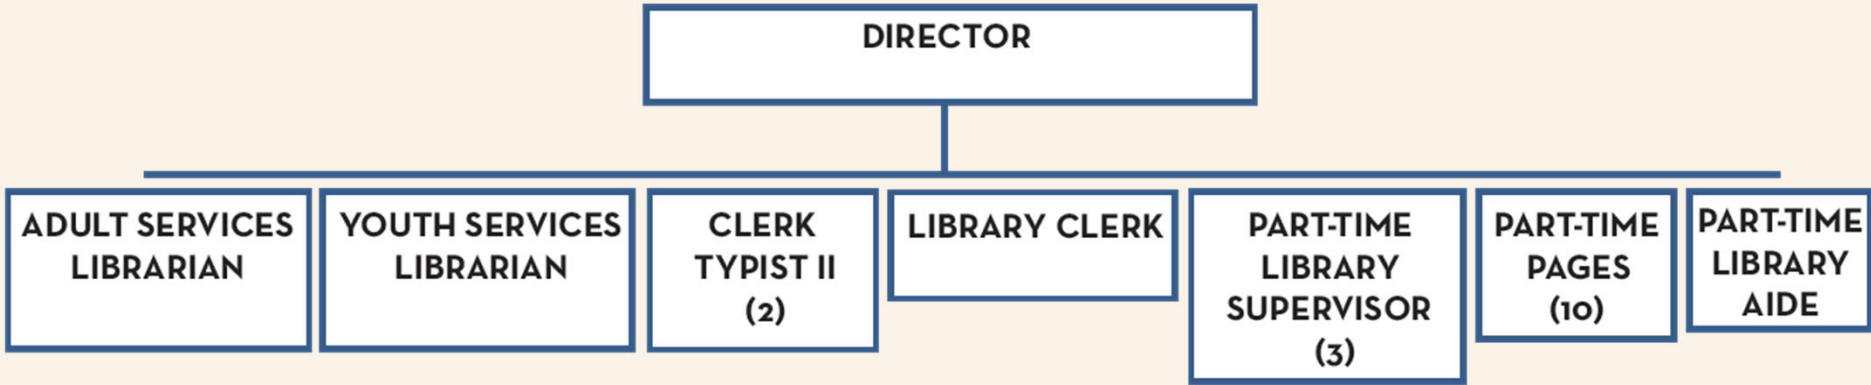 DIRECTOR
ADULT SERVICES
LIBRARIAN
YOUTH SERVICES
LIBRARIAN
CLERK
TYPIST II
(2)
LIBRARY CLERK
PART-TIME
LIBRARY
SUPERVISOR
(3)
PART-TIME
PAGES
(10)
PART-TIME
LIBRARY
AIDE